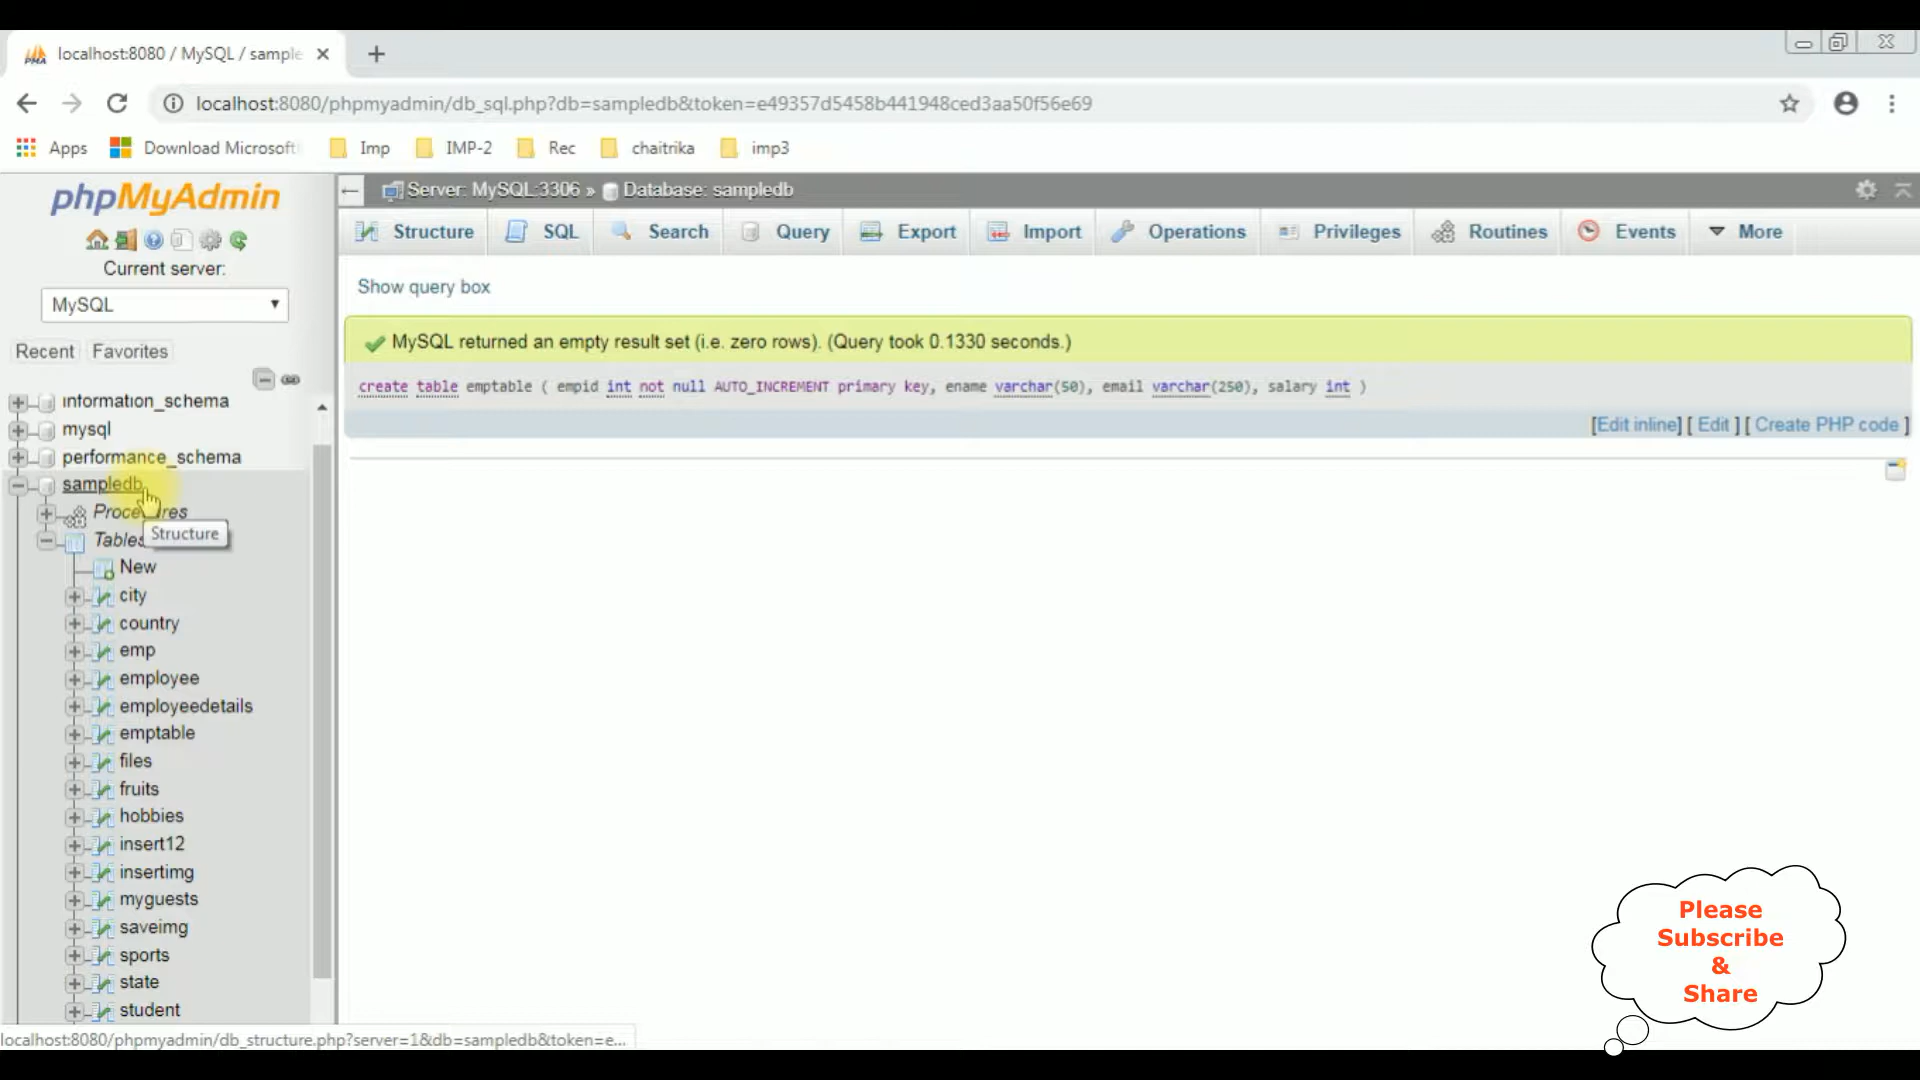 localhost:8080 / MySQL / sample
localhost:8080/phpmyadmin/db_sql.php?db=sampledb&token=e49357d5458b441948ced3aa50f56e69
Apps Download Microsoft Imp IMP-2 Rec chaitrika imp3
phpMyAdmin
Server: MySQL:3306 » Database: sampledb
Structure SQL Search Query Export Import Operations Privileges Routines Events More
Current server:
MySQL
Recent Favorites
Show query box
MySQL returned an empty result set (i.e. zero rows). (Query took 0.1330 seconds.)
create table emptable ( empid int not null AUTO_INCREMENT primary key, ename varchar(50), email varchar(250), salary int )
[Edit inline] [ Edit ] [ Create PHP code ]
information_schema
mysql
performance_schema
sampledb
Procedures
Structure
Tables
New
city
country
emp
employee
employeedetails
emptable
files
fruits
hobbies
insert12
insertimg
myguests
saveimg
sports
state
student
Please
Subscribe
&
Share
localhost:8080/phpmyadmin/db_structure.php?server=1&db=sampledb&token=e...